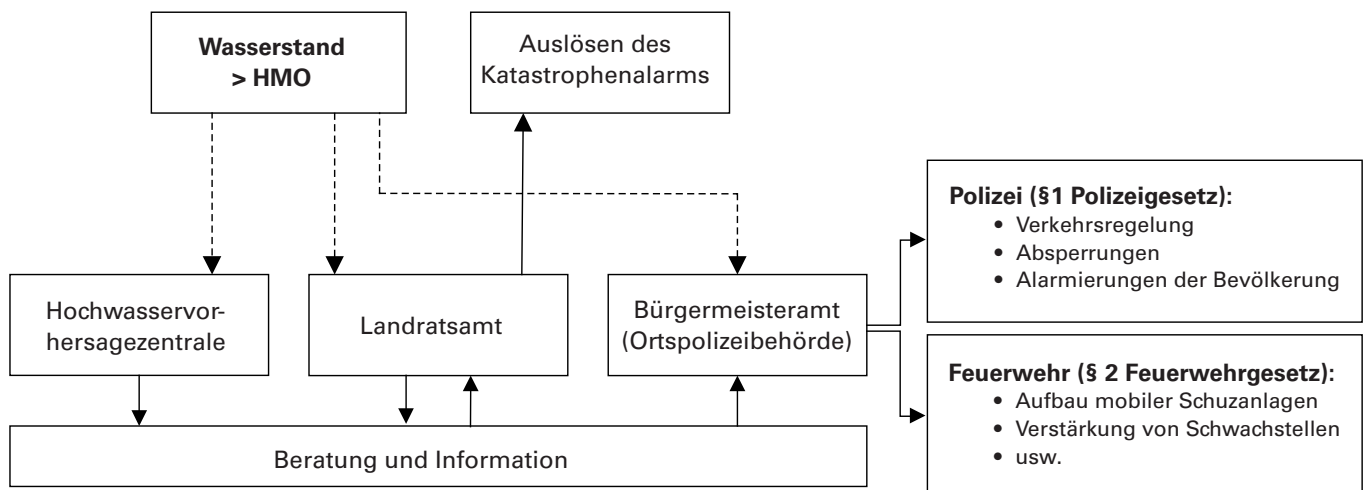 Wasserstand
> HMO
Auslösen des
Katastrophenalarms
Polizei (§1 Polizeigesetz):
• Verkehrsregelung
• Absperrungen
• Alarmierungen der Bevölkerung
Hochwasservor-
hersagezentrale
Landratsamt
Bürgermeisteramt
(Ortspolizeibehörde)
Feuerwehr (§ 2 Feuerwehrgesetz):
• Aufbau mobiler Schuzanlagen
• Verstärkung von Schwachstellen
• usw.
Beratung und Information